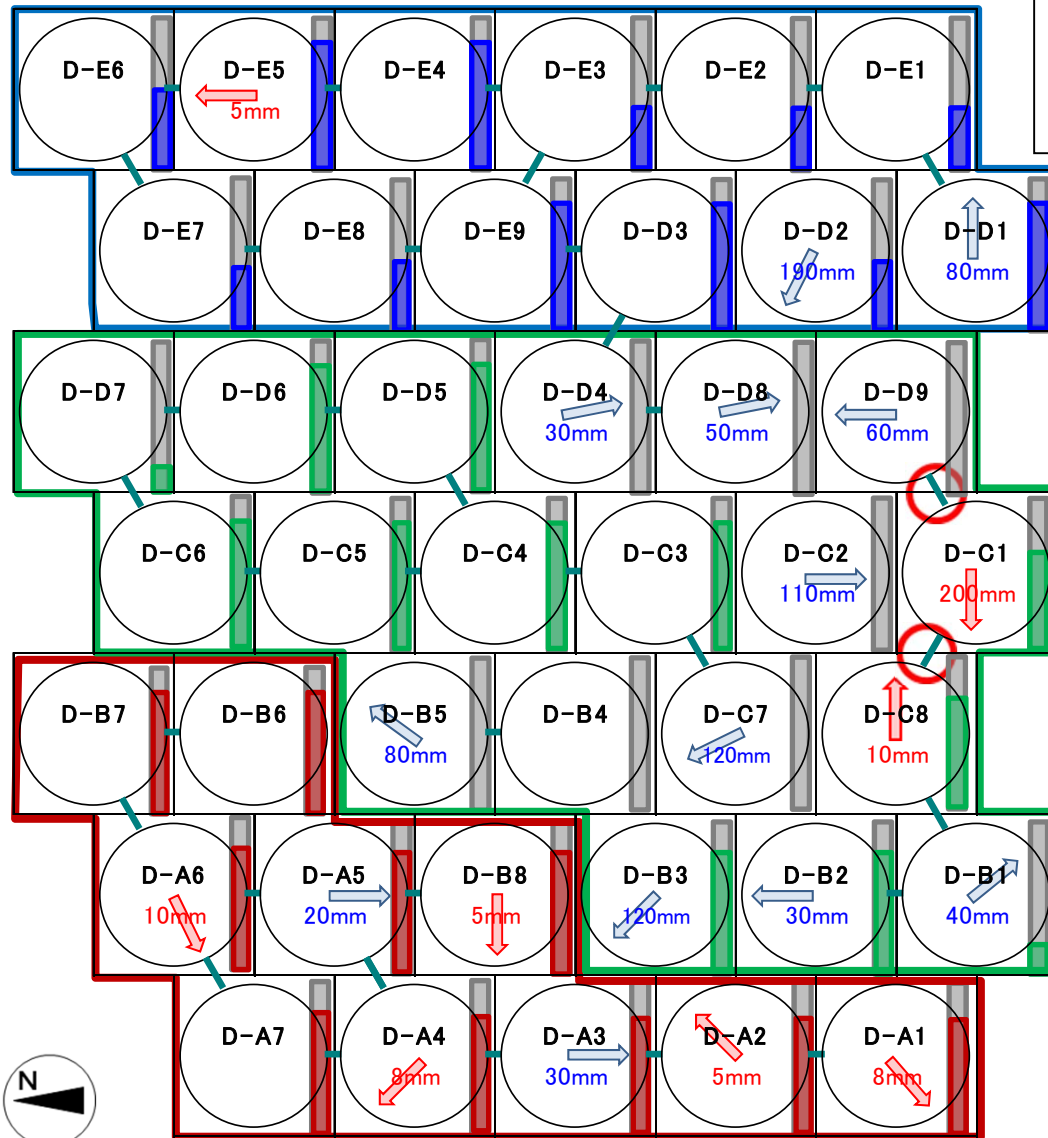 D-E6
D-E5
5mm
D-E4
D-E3
D-E2
D-E1
D-E7
D-E8
D-E9
D-D3
D-D2
190mm
D-D1
80mm
D-D7
D-D6
D-D5
D-D4
30mm
D-D8
50mm
D-D9
60mm
D-C6
D-C5
D-C4
D-C3
D-C2
110mm
D-C1
200mm
D-B7
D-B6
D-B5
80mm
D-B4
D-C7
120mm
D-C8
10mm
D-A6
10mm
D-A5
20mm
D-B8
5mm
D-B3
120mm
D-B2
30mm
D-B1
40mm
D-A7
D-A4
8mm
D-A3
30mm
D-A2
5mm
D-A1
8mm
N